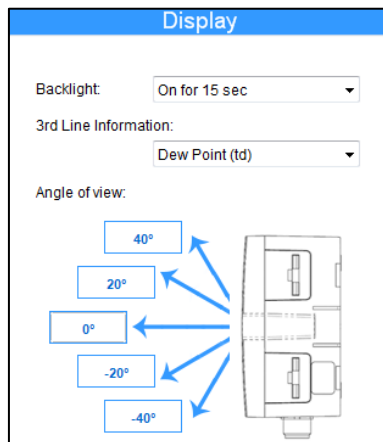 Display
Backlight: On for 15 sec
3rd Line Information:
Dew Point (td)
Angle of view:
40°
20°
0°
-20°
-40°